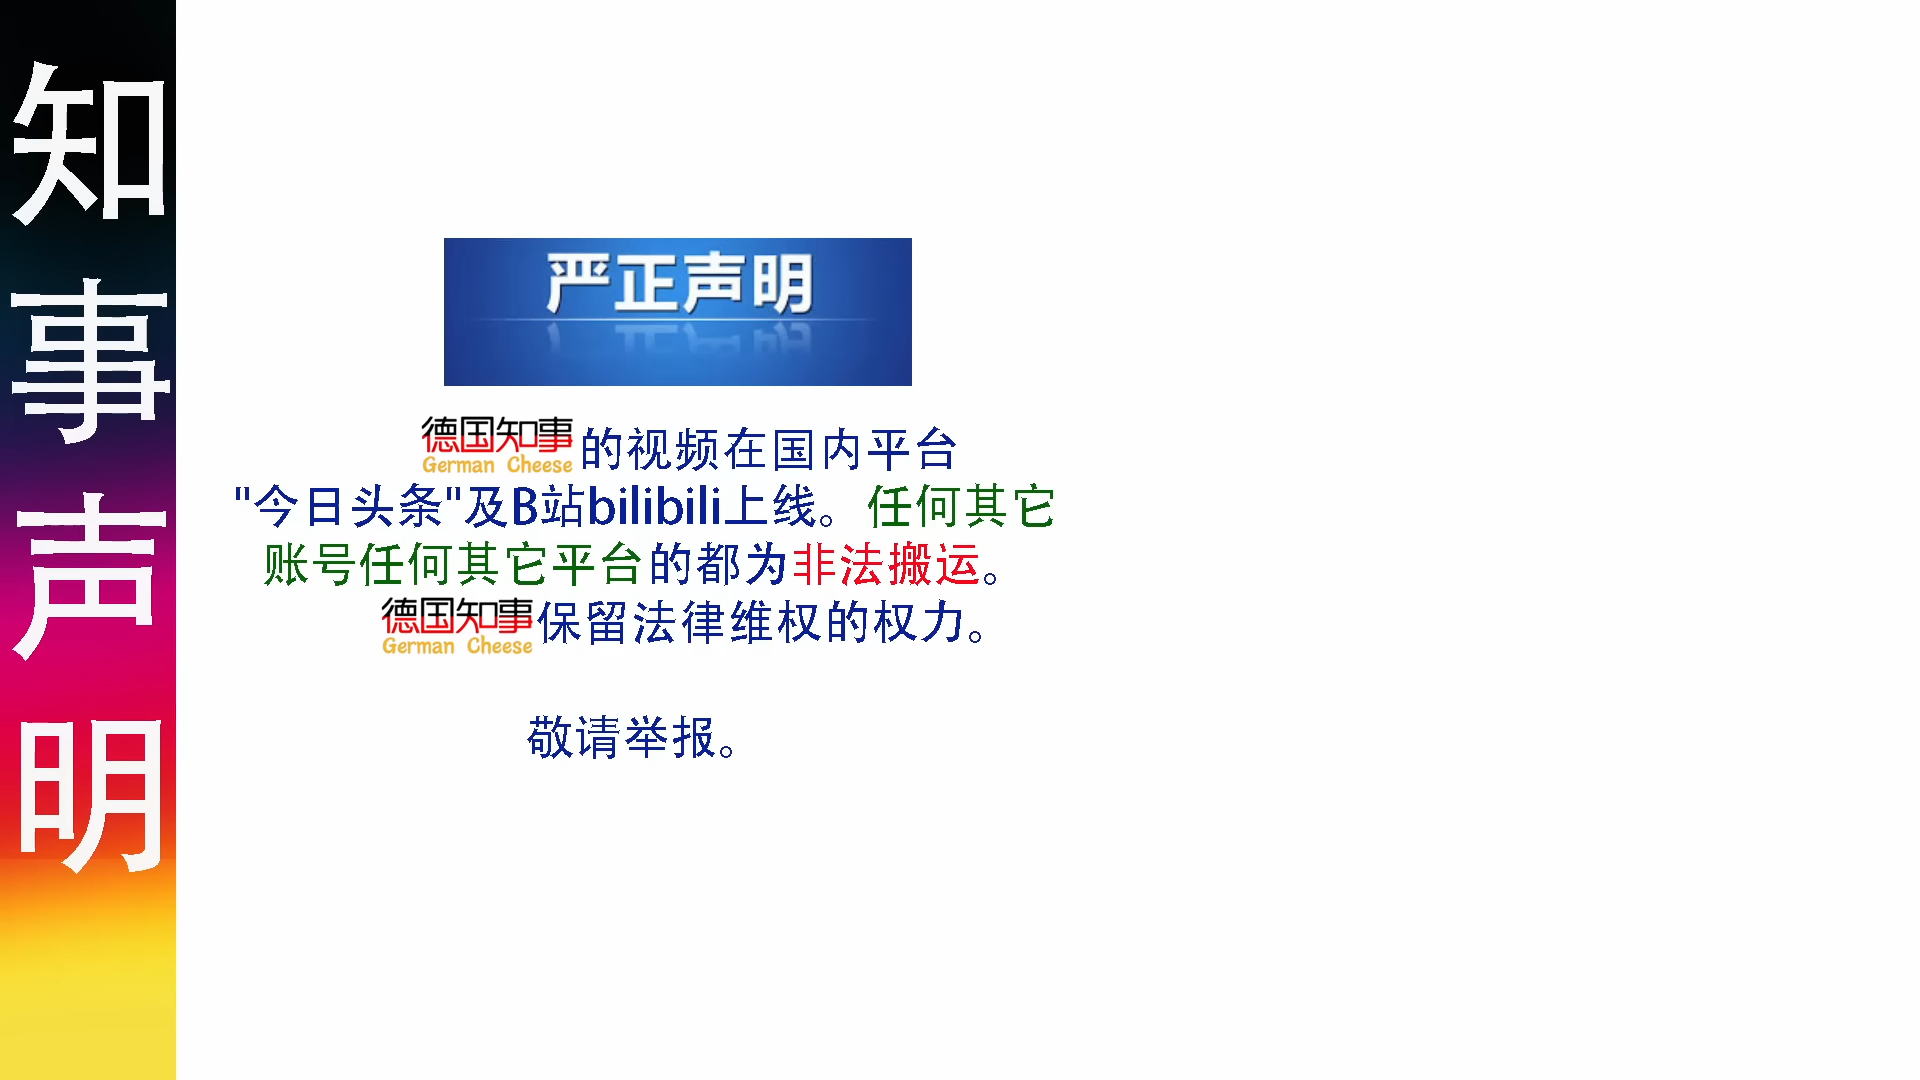 知事声明
严正声明
德国知事的视频在国内平台
German Cheese
"今日头条"及B站bilibili上线。任何其它
账号任何其它平台的都为非法搬运。
德国知事保留法律维权的权力。
German Cheese
敬请举报。